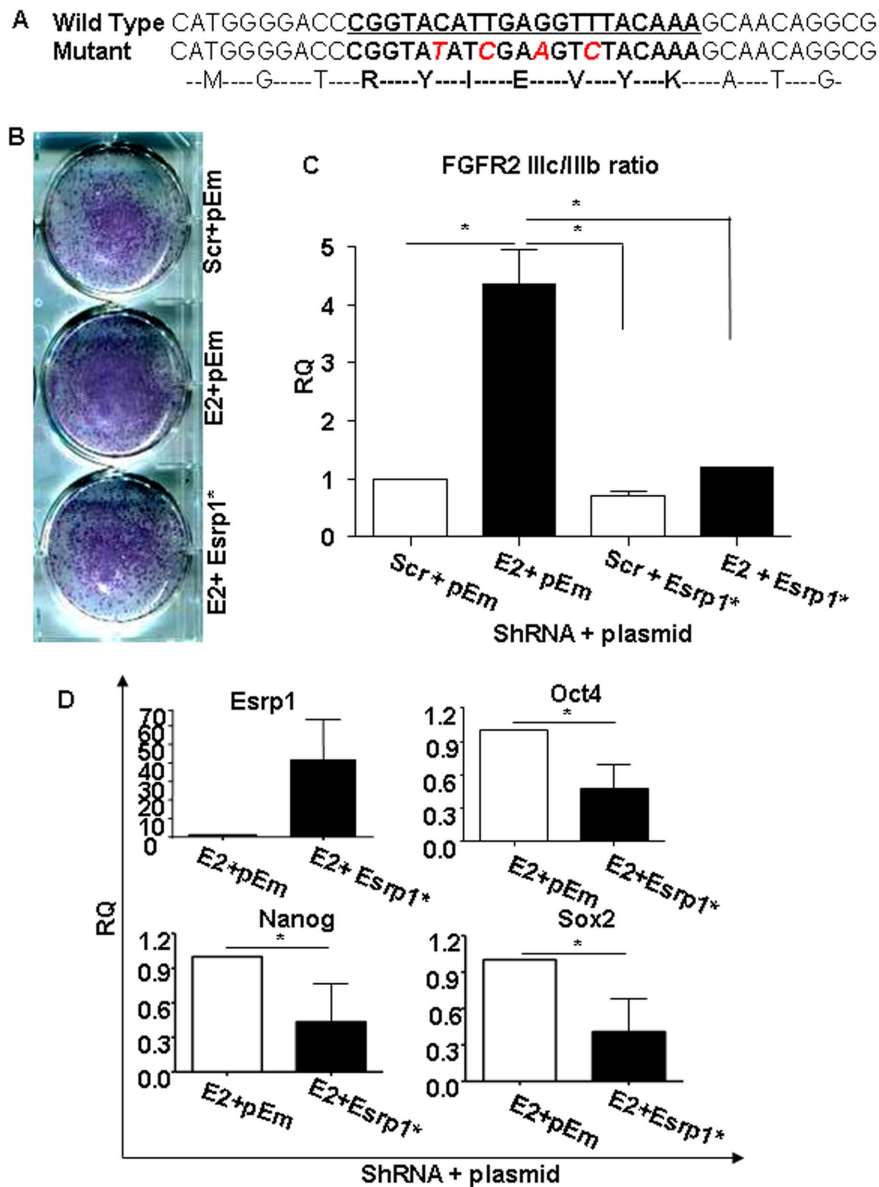 A
Wild Type CATGGGGACCCGGTACATTGAGGTTTACAAAGCAACAGGCG
Mutant CATGGGGACCCGGTATATCGAAGTCTACAAAGCAACAGGCG
--M----G----T----R-----Y----I----E-----V----Y----K-----A----T----G-
B
Scr+pEm
E2+pEm
E2+ Esrp1*
C
FGFR2 IIIc/IIIb ratio
*
*
*
RQ
5
4
3
2
1
0
Scr+pEm
E2+pEm
Scr+Esrp1*
E2 +Esrp1*
ShRNA + plasmid
D
RQ
Esrp1
70
60
50
40
30
20
10
0
E2+pEm
E2+ Esrp1*
Oct4
*
1.2
0.9
0.6
0.3
0.0
E2+pEm
E2+Esrp1*
Nanog
*
1.2
0.9
0.6
0.3
0.0
E2+pEm
E2+Esrp1*
Sox2
*
1.2
0.9
0.6
0.3
0.0
E2+pEm
E2+Esrp1*
ShRNA + plasmid